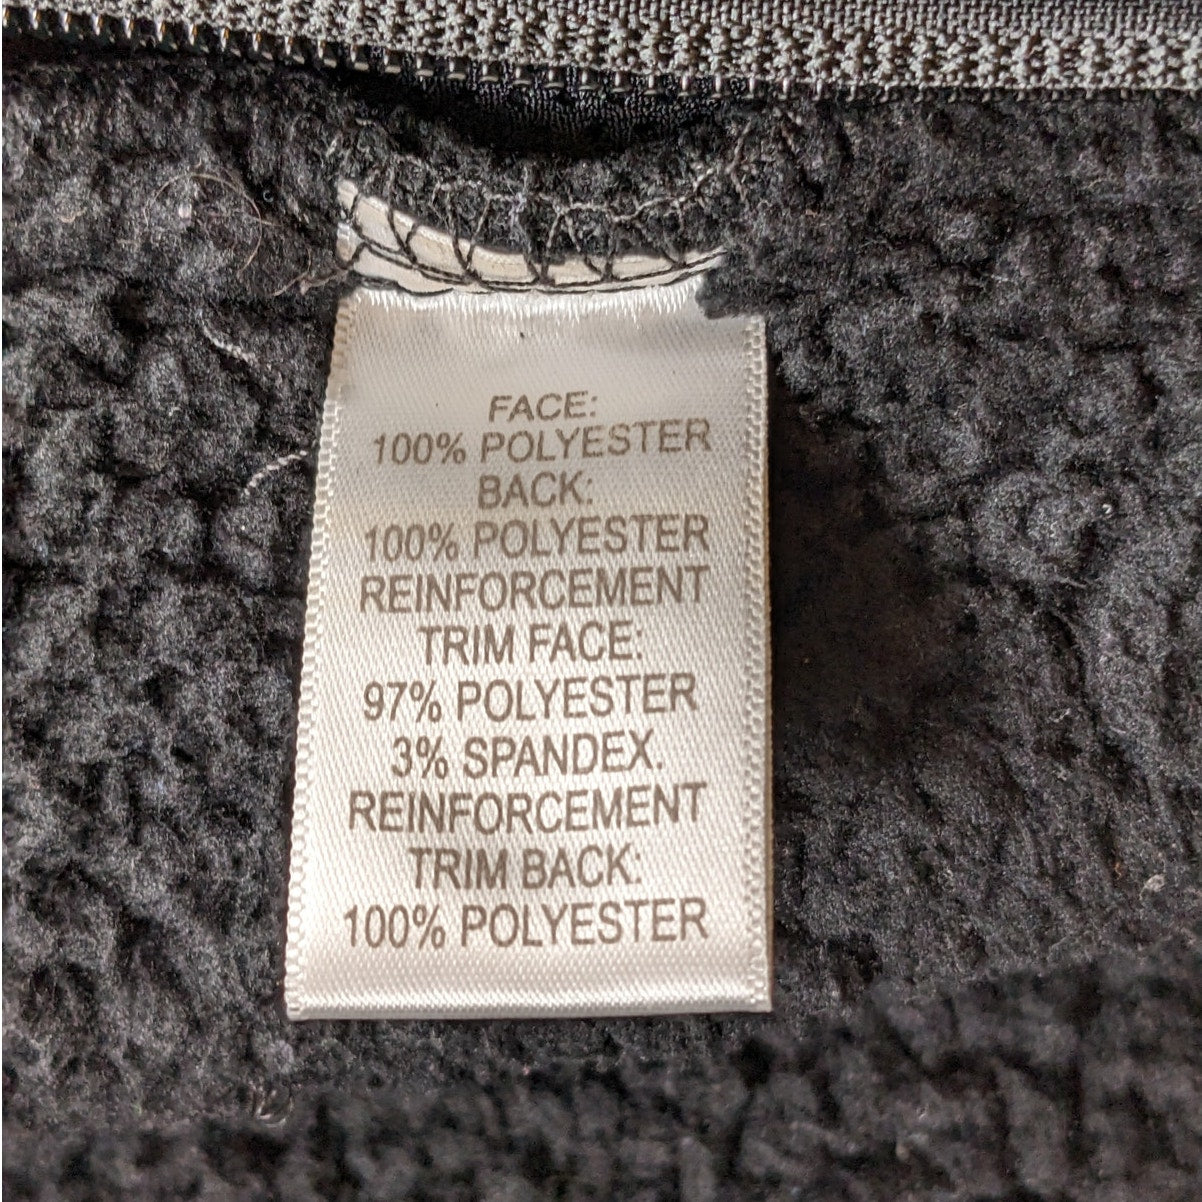 FACE:
100% POLYESTER
BACK:
100% POLYESTER
REINFORCEMENT
TRIM FACE:
97% POLYESTER
3% SPANDEX.
REINFORCEMENT
TRIM BACK:
100% POLYESTER